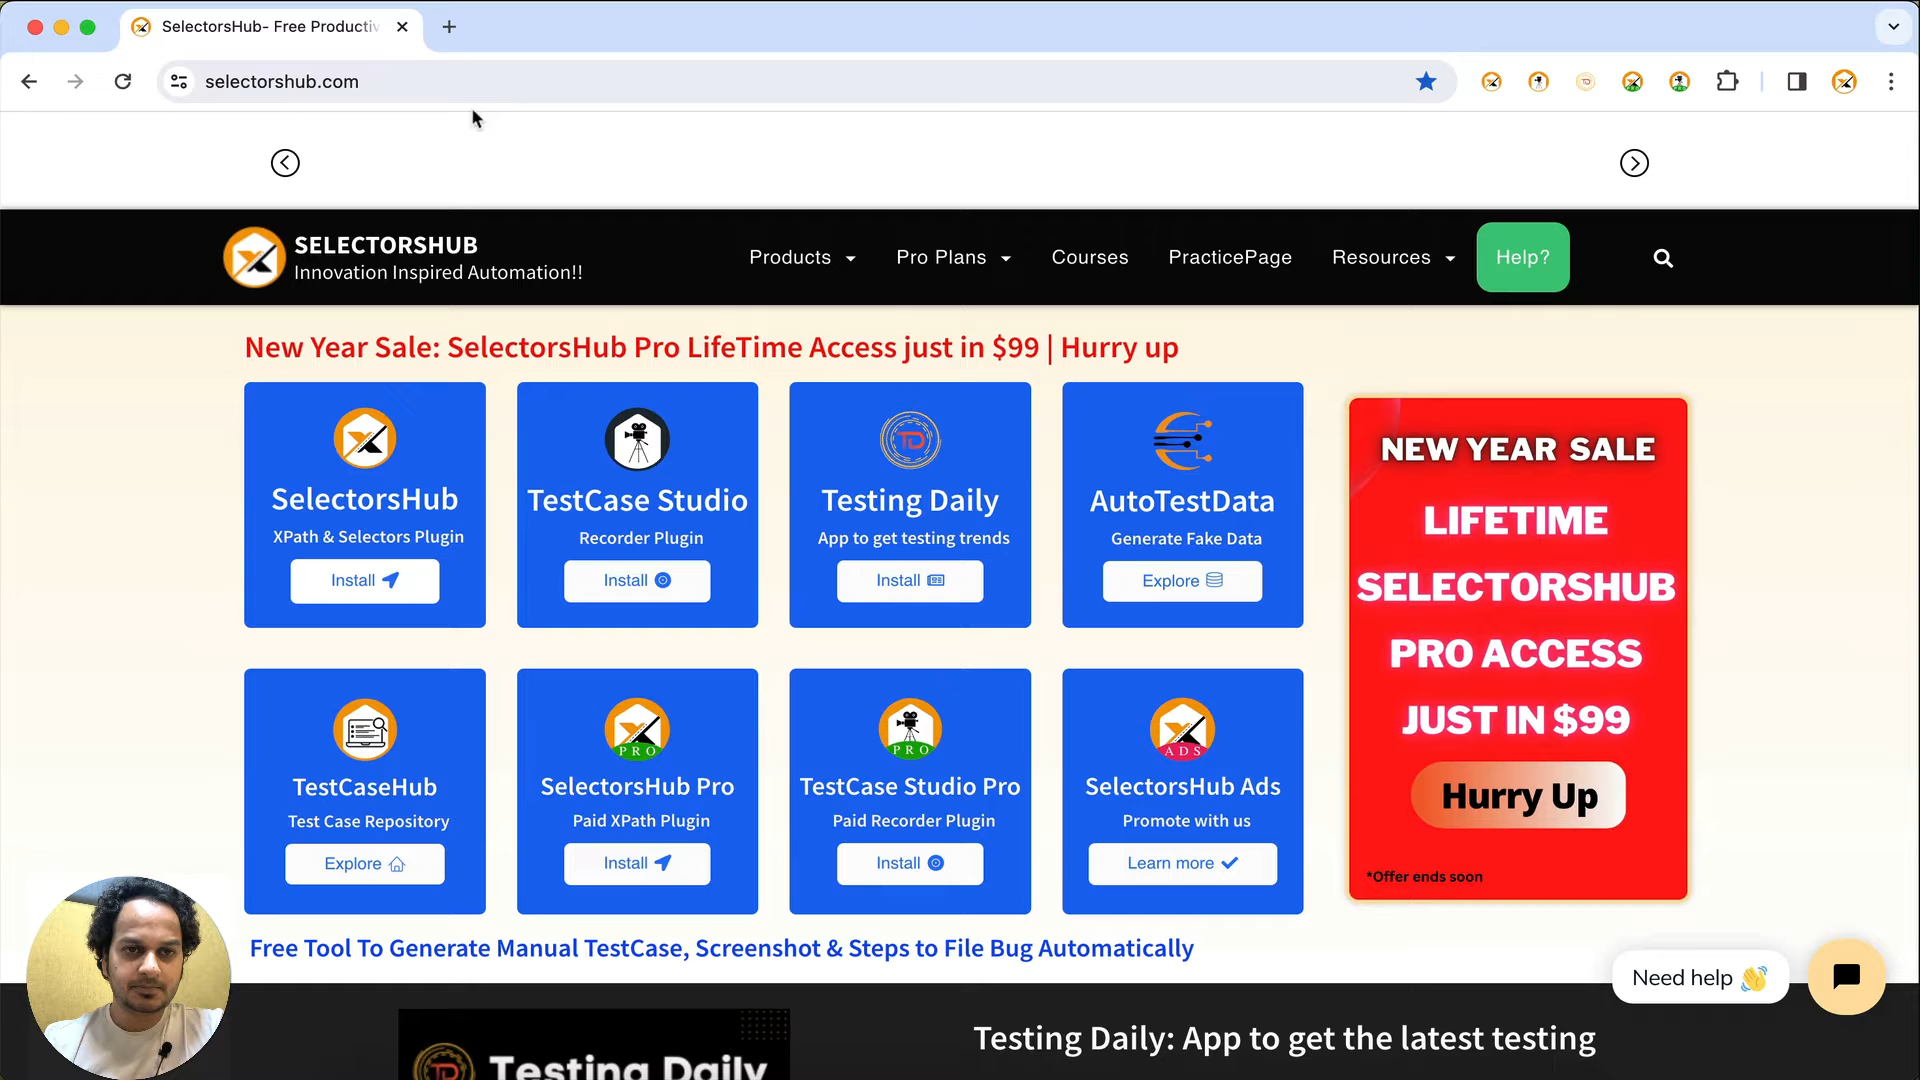 SelectorsHub- Free Productiv
selectorshub.com
SELECTORSHUB
Innovation Inspired Automation!!
Products
Pro Plans
Courses
PracticePage
Resources
Help?
New Year Sale: SelectorsHub Pro LifeTime Access just in $99 | Hurry up
SelectorsHub
XPath & Selectors Plugin
Install
TestCase Studio
Recorder Plugin
Install
TD
Testing Daily
App to get testing trends
Install
AutoTestData
Generate Fake Data
Explore
NEW YEAR SALE
LIFETIME
SELECTORSHUB
PRO ACCESS
JUST IN $99
Hurry Up
*Offer ends soon
TestCaseHub
Test Case Repository
Explore
PRO
SelectorsHub Pro
Paid XPath Plugin
Install
PRO
TestCase Studio Pro
Paid Recorder Plugin
Install
ADS
SelectorsHub Ads
Promote with us
Learn more
Free Tool To Generate Manual TestCase, Screenshot & Steps to File Bug Automatically
Need help 👋
TD
Testing Daily
Testing Daily: App to get the latest testing